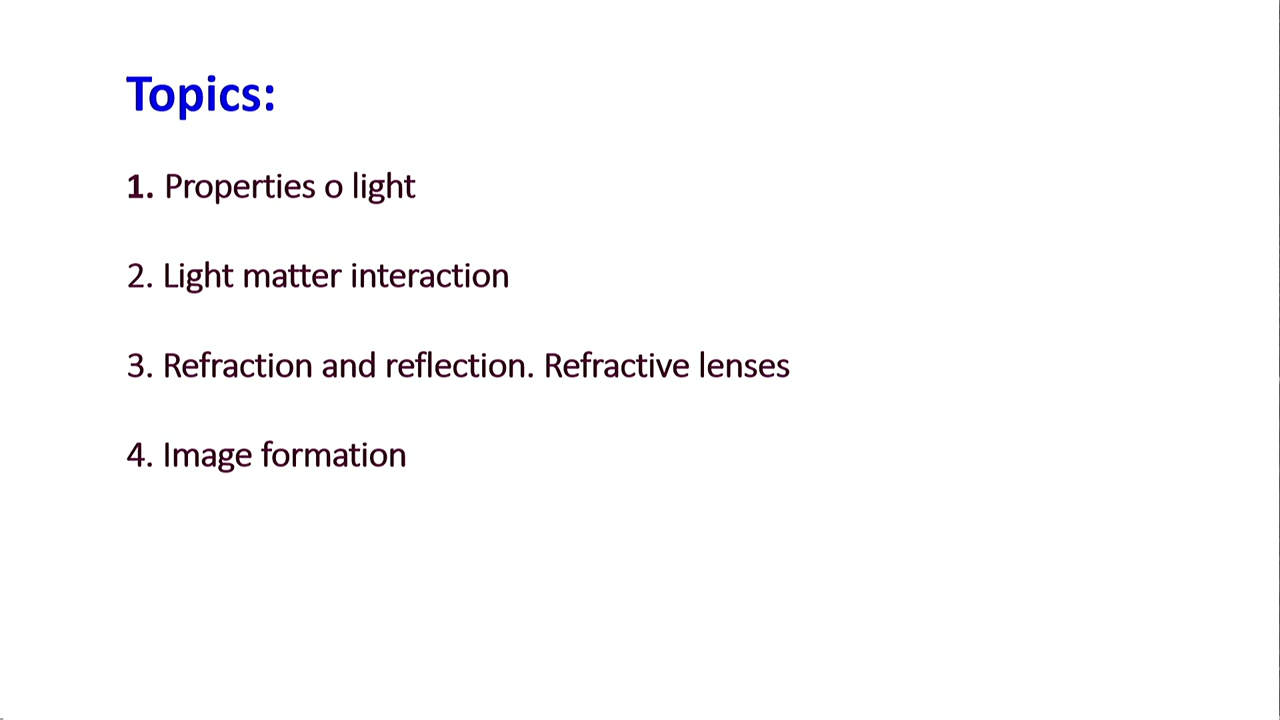 Topics:
1. Properties o light
2. Light matter interaction
3. Refraction and reflection. Refractive lenses
4. Image formation